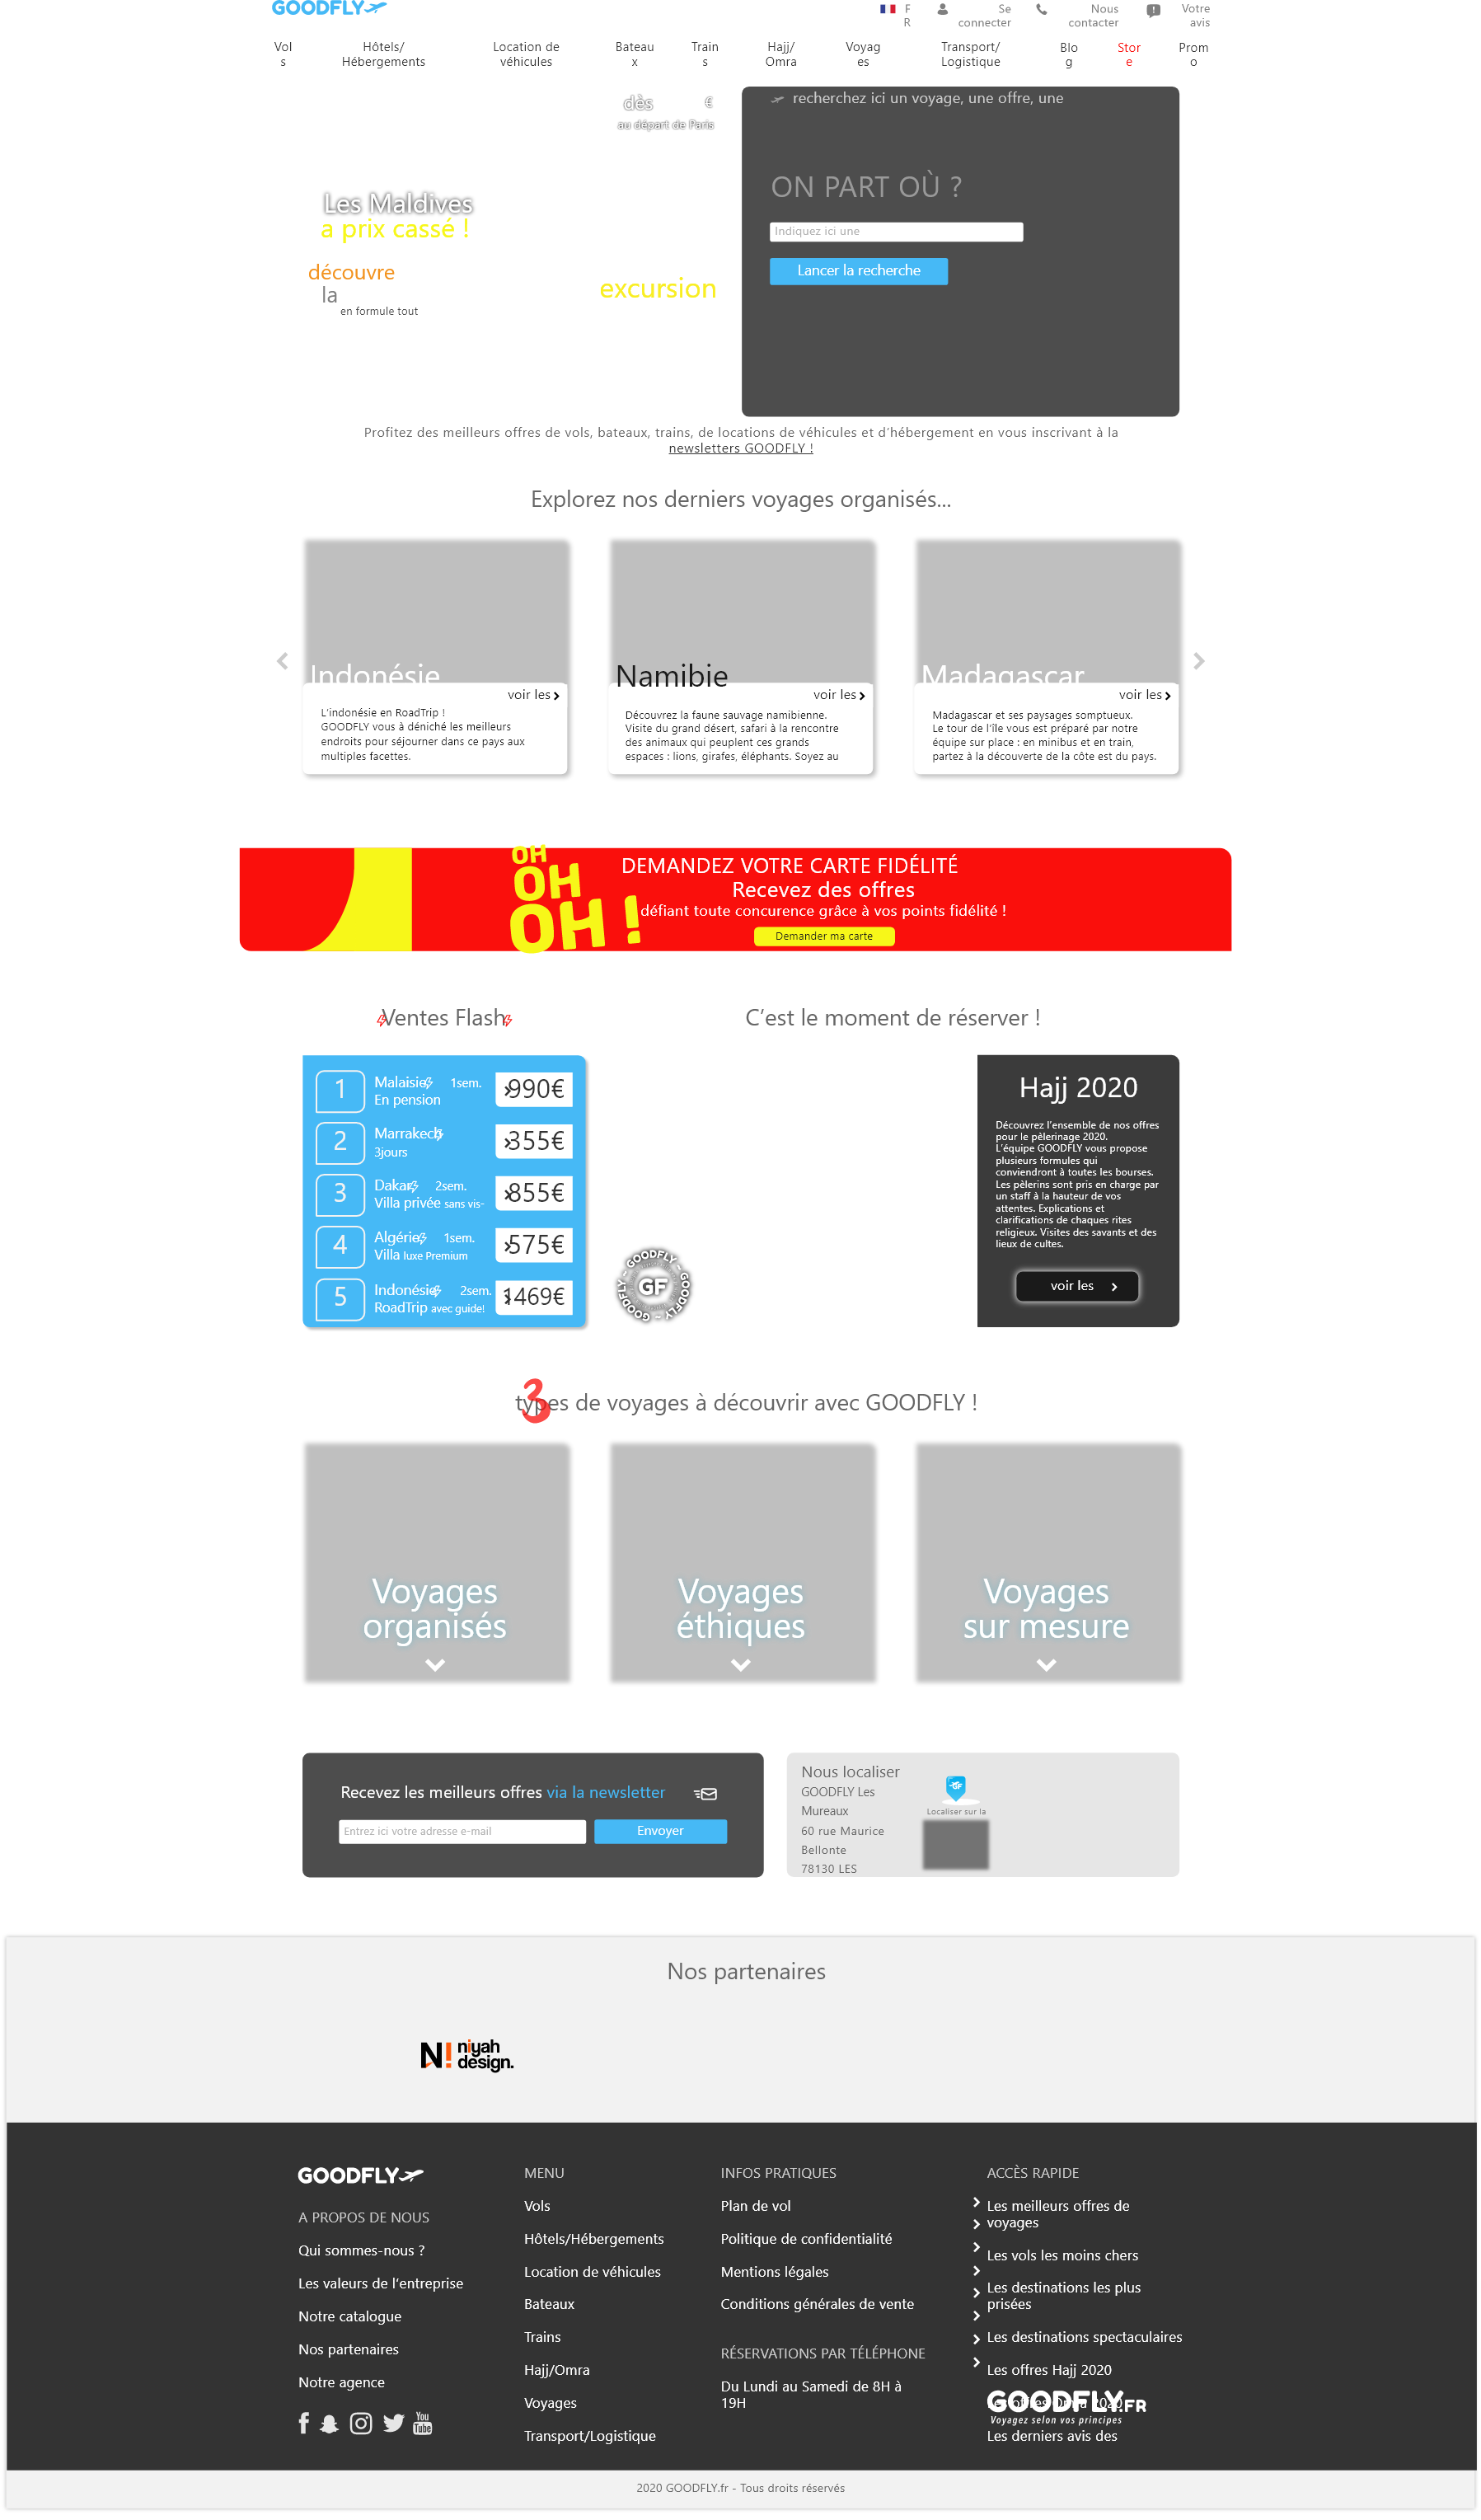 GOODFLY
F
R
Se
connecter
Nous
contacter
Votre
avis
Vol
s
Hôtels/
Hébergements
Location de
véhicules
Bateau
x
Train
s
Hajj/
Omra
Voyag
es
Transport/
Logistique
Blo
g
Stor
e
Prom
o
dès €
au départ de Paris
Les Maldives
a prix cassé !
découvre
la
en formule tout
excursion
recherchez ici un voyage, une offre, une
ON PART OÙ ?
Indiquez ici une
Lancer la recherche
Profitez des meilleurs offres de vols, bateaux, trains, de locations de véhicules et d’hébergement en vous inscrivant à la
newsletters GOODFLY !
Explorez nos derniers voyages organisés...
Indonésie
voir les
L’indonésie en RoadTrip !
GOODFLY vous à déniché les meilleurs
endroits pour séjourner dans ce pays aux
multiples facettes.
Namibie
voir les
Découvrez la faune sauvage namibienne.
Visite du grand désert, safari à la rencontre
des animaux qui peuplent ces grands
espaces : lions, girafes, éléphants. Soyez au
Madagascar
voir les
Madagascar et ses paysages somptueux.
Le tour de l’île vous est préparé par notre
équipe sur place : en minibus et en train,
partez à la découverte de la côte est du pays.
OH
OH
OH !
DEMANDEZ VOTRE CARTE FIDÉLITÉ
Recevez des offres
défiant toute concurence grâce à vos points fidélité !
Demander ma carte
Ventes Flash
1 Malaisie 1sem.
En pension
990€
2 Marrakech
3jours
355€
3 Dakar 2sem.
Villa privée sans vis-
855€
4 Algérie 1sem.
Villa luxe Premium
575€
5 Indonésie 2sem.
RoadTrip avec guide!
1469€
C’est le moment de réserver !
GOODFLY – GOODFLY – GOODFLY –
GF
Hajj 2020
Découvrez l’ensemble de nos offres
pour le pèlerinage 2020.
L’équipe GOODFLY vous propose
plusieurs formules qui
conviendront à toutes les bourses.
Les pèlerins sont pris en charge par
un staff à la hauteur de vos
attentes. Explications et
clarifications de chaques rites
religieux. Visites des savants et des
lieux de cultes.
voir les
3 types de voyages à découvrir avec GOODFLY !
Voyages
organisés
Voyages
éthiques
Voyages
sur mesure
Recevez les meilleurs offres via la newsletter
Entrez ici votre adresse e-mail
Envoyer
Nous localiser
GOODFLY Les
Mureaux
60 rue Maurice
Bellonte
78130 LES
GF
Localiser sur la
Nos partenaires
N! niyah
design.
GOODFLY
A PROPOS DE NOUS
Qui sommes-nous ?
Les valeurs de l’entreprise
Notre catalogue
Nos partenaires
Notre agence
You
Tube
MENU
Vols
Hôtels/Hébergements
Location de véhicules
Bateaux
Trains
Hajj/Omra
Voyages
Transport/Logistique
INFOS PRATIQUES
Plan de vol
Politique de confidentialité
Mentions légales
Conditions générales de vente
RÉSERVATIONS PAR TÉLÉPHONE
Du Lundi au Samedi de 8H à
19H
ACCÈS RAPIDE
Les meilleurs offres de
voyages
Les vols les moins chers
Les destinations les plus
prisées
Les destinations spectaculaires
Les offres Hajj 2020
Les offres Omra 2020
GOODFLY.FR
Voyagez selon vos principes
Les derniers avis des
2020 GOODFLY.fr - Tous droits réservés